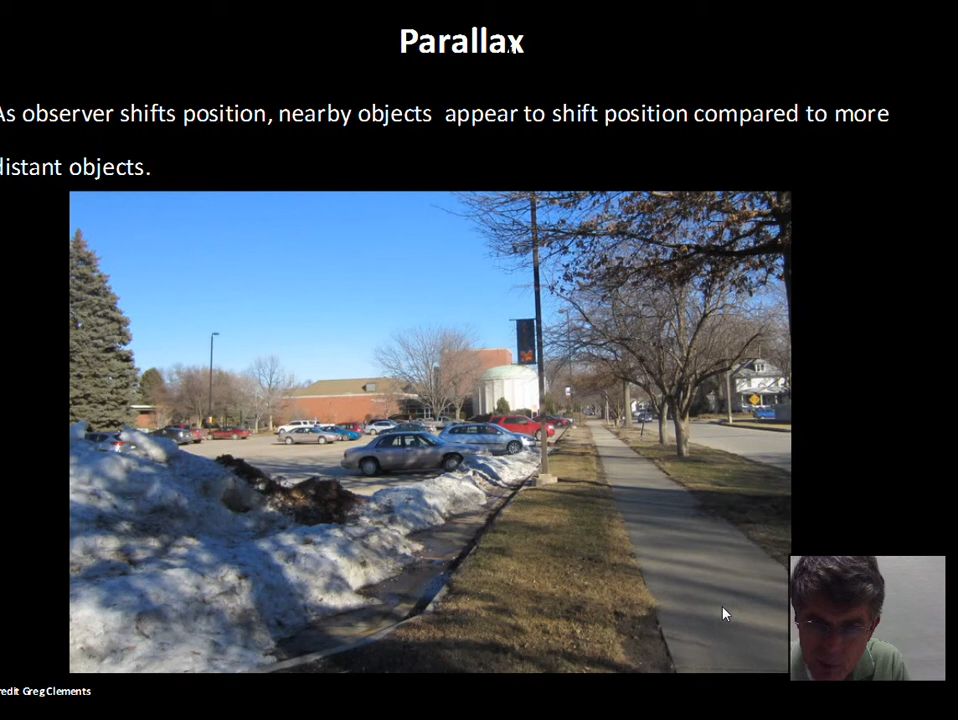 Parallax
As observer shifts position, nearby objects appear to shift position compared to more
distant objects.
redit Greg Clements